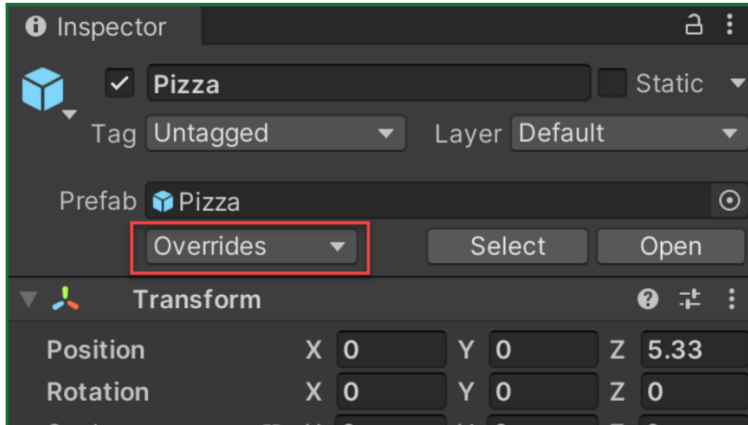 Inspector
Pizza Static
Tag Untagged Layer Default
Prefab Pizza
Overrides Select Open
Transform
Position X 0 Y 0 Z 5.33
Rotation X 0 Y 0 Z 0